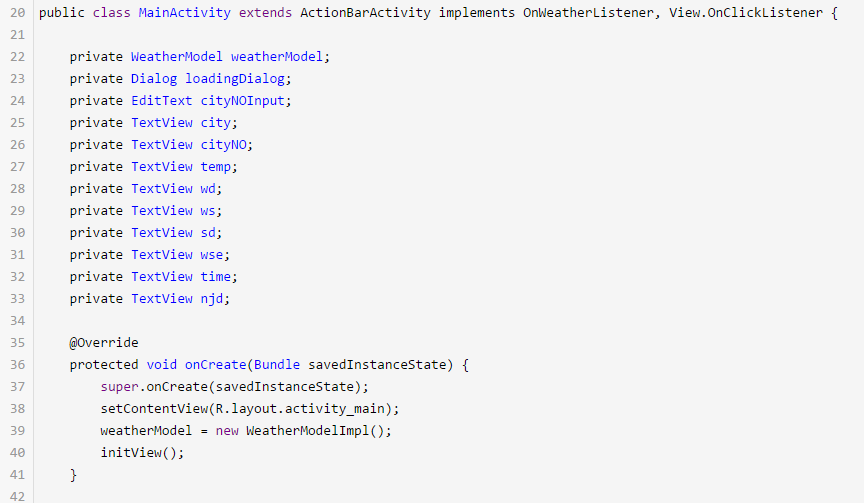 20 public class MainActivity extends ActionBarActivity implements OnWeatherListener, View.OnClickListener {
21
22     private WeatherModel weatherModel;
23     private Dialog loadingDialog;
24     private EditText cityNOInput;
25     private TextView city;
26     private TextView cityNO;
27     private TextView temp;
28     private TextView wd;
29     private TextView ws;
30     private TextView sd;
31     private TextView wse;
32     private TextView time;
33     private TextView njd;
34
35     @Override
36     protected void onCreate(Bundle savedInstanceState) {
37         super.onCreate(savedInstanceState);
38         setContentView(R.layout.activity_main);
39         weatherModel = new WeatherModelImpl();
40         initView();
41     }
42